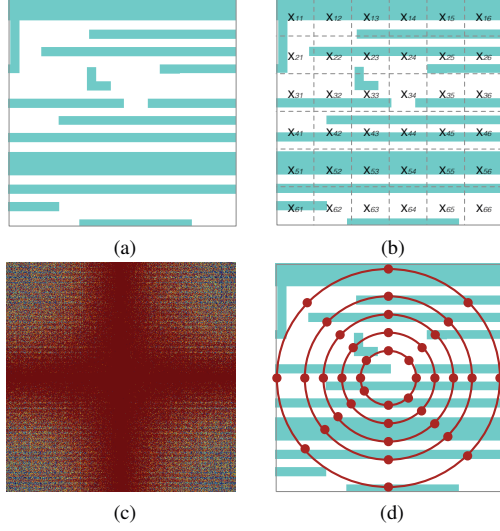 X11 X12 X13 X14 X15 X16
X21 X22 X23 X24 X25 X26
X31 X32 X33 X34 X35 X36
X41 X42 X43 X44 X45 X46
X51 X52 X53 X54 X55 X56
X61 X62 X63 X64 X65 X66
(a) (b)
(c) (d)